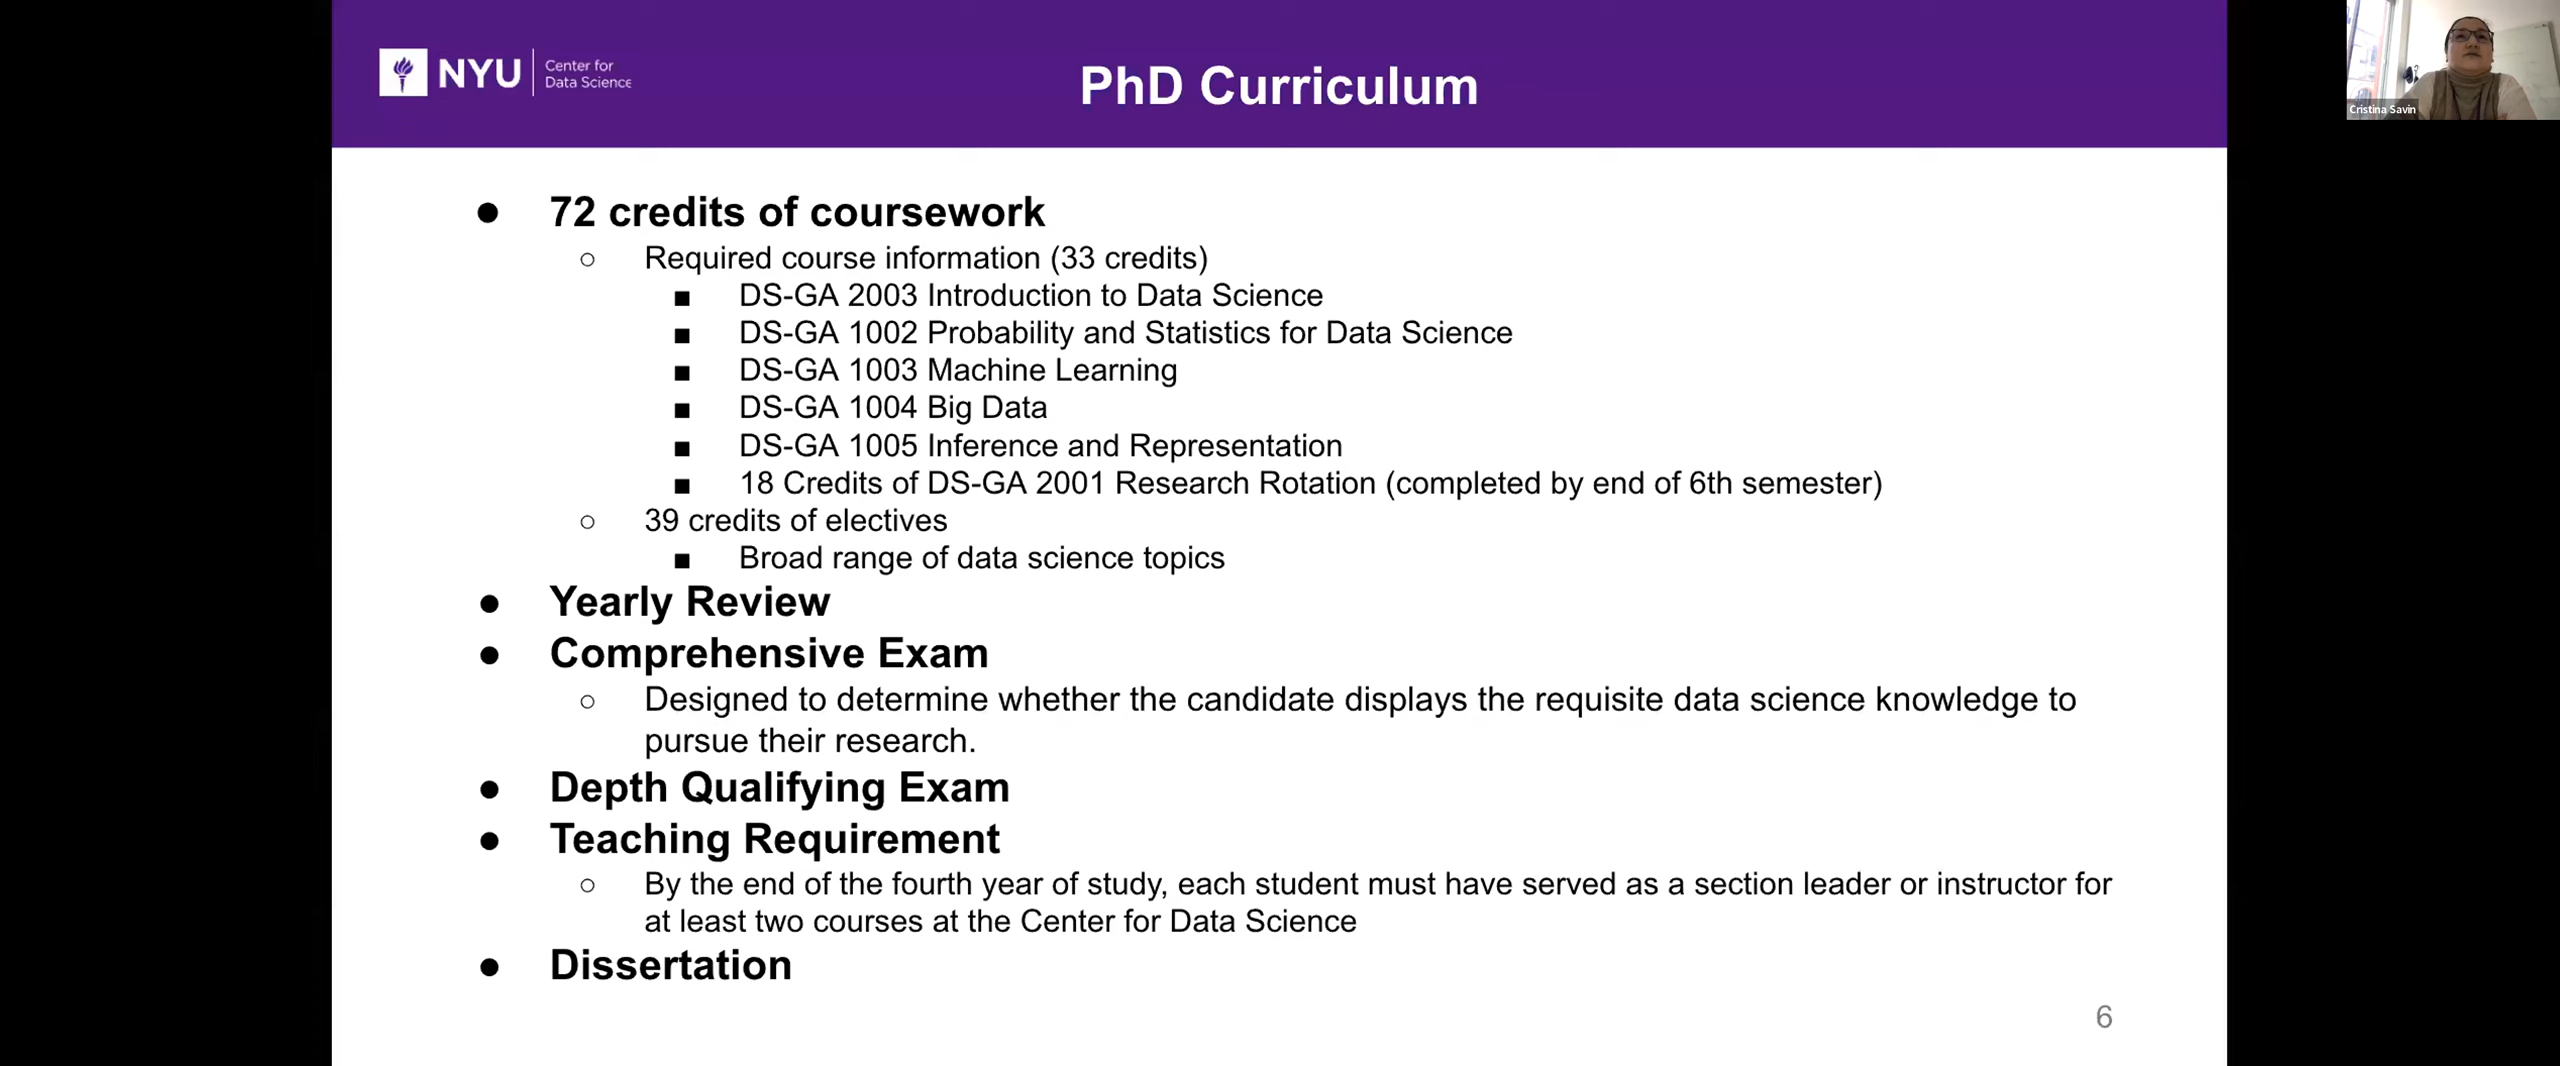 NYU
Center for
Data Science
PhD Curriculum
Cristina Savin
● 72 credits of coursework
○ Required course information (33 credits)
■ DS-GA 2003 Introduction to Data Science
■ DS-GA 1002 Probability and Statistics for Data Science
■ DS-GA 1003 Machine Learning
■ DS-GA 1004 Big Data
■ DS-GA 1005 Inference and Representation
■ 18 Credits of DS-GA 2001 Research Rotation (completed by end of 6th semester)
○ 39 credits of electives
■ Broad range of data science topics
● Yearly Review
● Comprehensive Exam
○ Designed to determine whether the candidate displays the requisite data science knowledge to
pursue their research.
● Depth Qualifying Exam
● Teaching Requirement
○ By the end of the fourth year of study, each student must have served as a section leader or instructor for
at least two courses at the Center for Data Science
● Dissertation
6